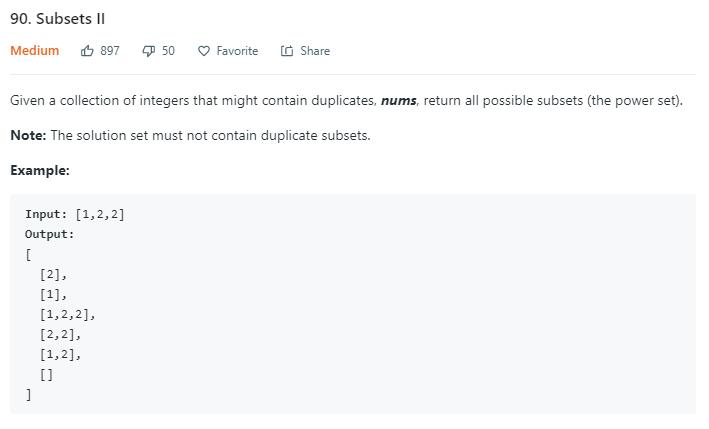 90. Subsets II
Medium 897 50 Favorite Share
Given a collection of integers that might contain duplicates, nums, return all possible subsets (the power set).
Note: The solution set must not contain duplicate subsets.
Example:
Input: [1,2,2]
Output:
[
  [2],
  [1],
  [1,2,2],
  [2,2],
  [1,2],
  []
]